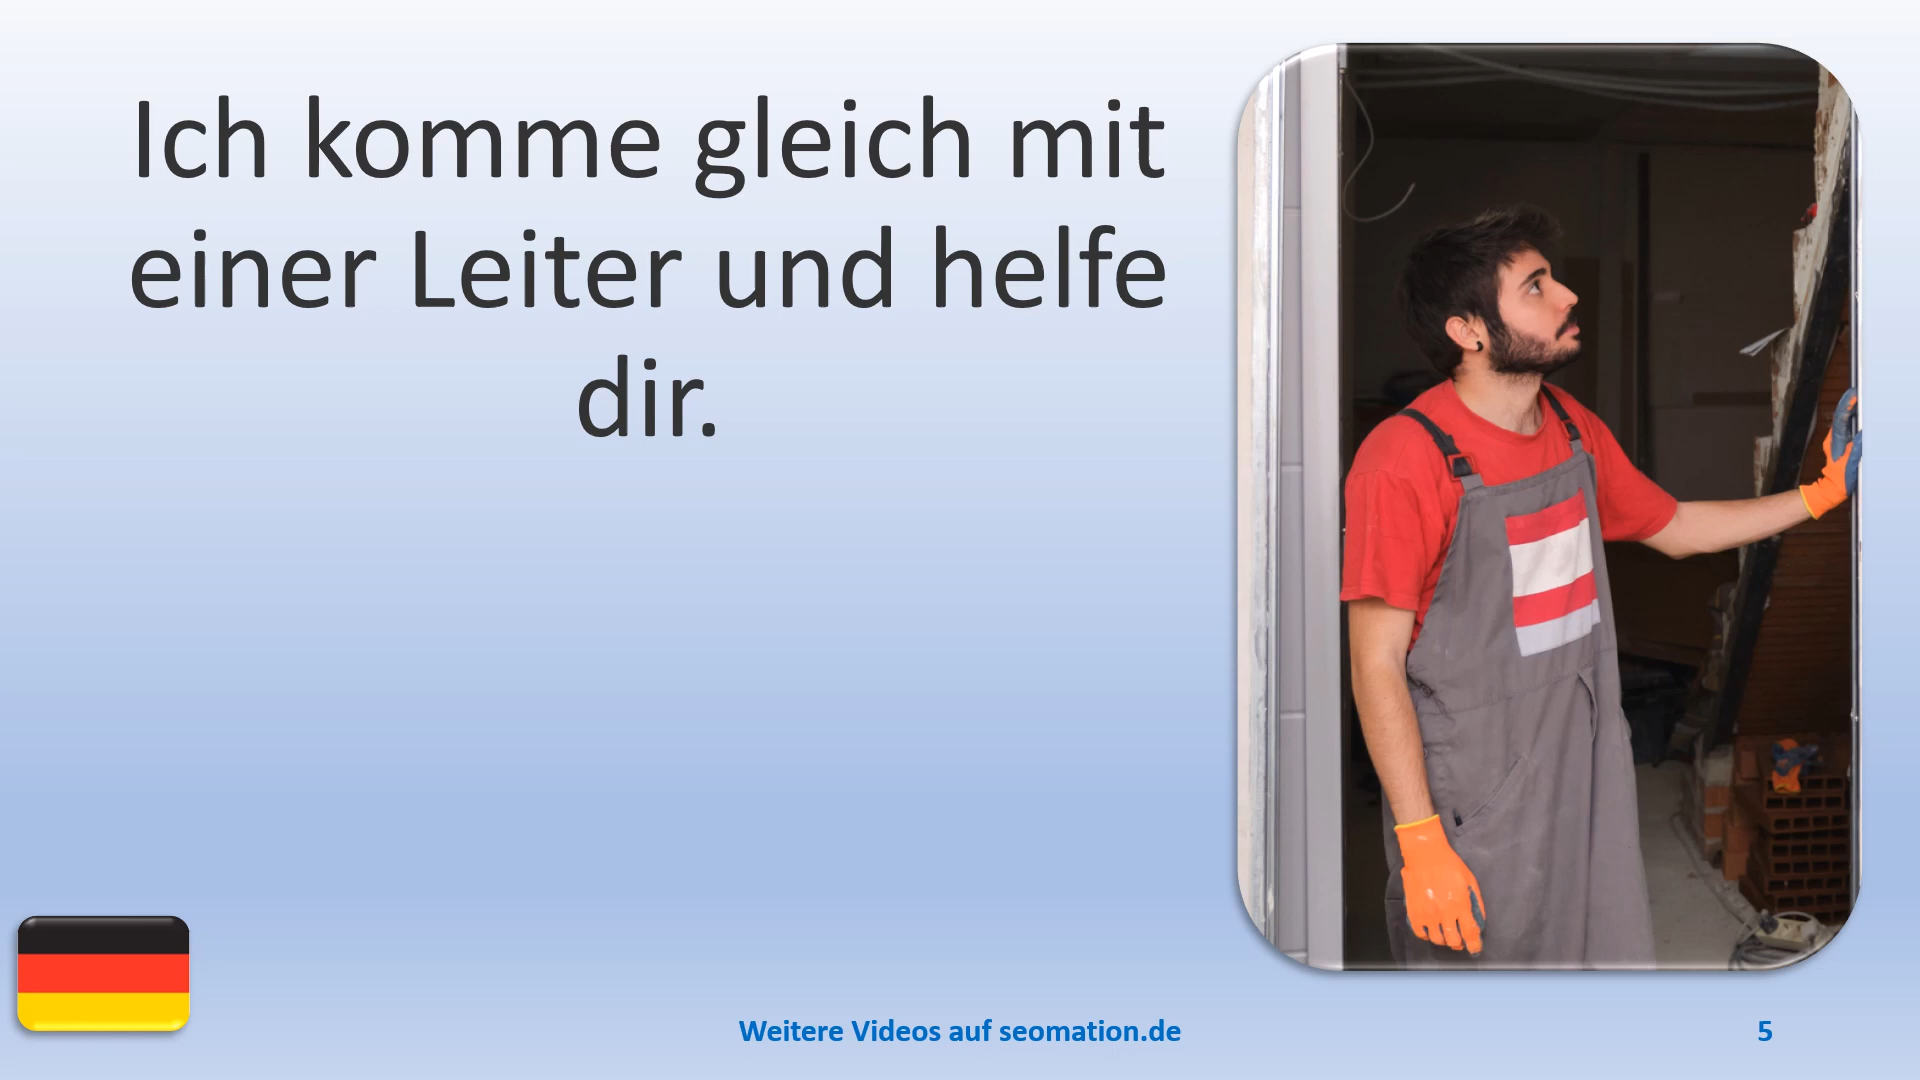 Ich komme gleich mit
einer Leiter und helfe
dir.
Weitere Videos auf seomation.de
5